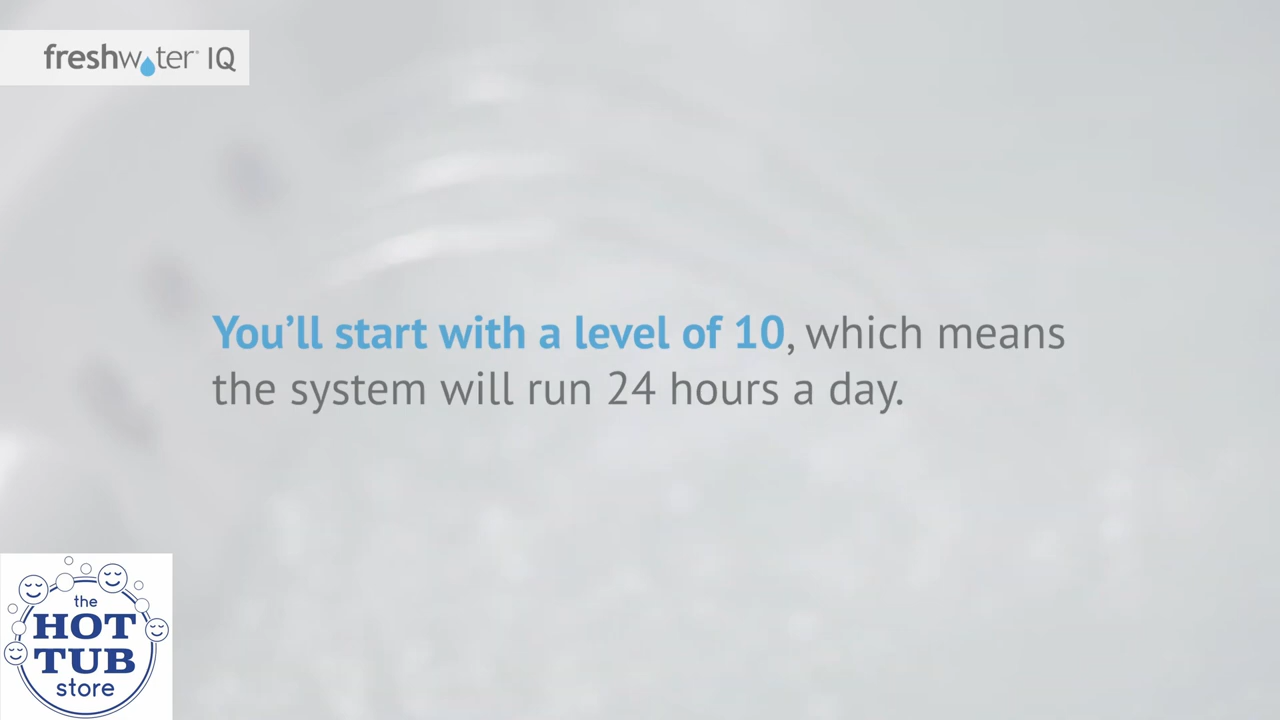 freshwater™ IQ
You’ll start with a level of 10, which means
the system will run 24 hours a day.
the
HOT
TUB
store